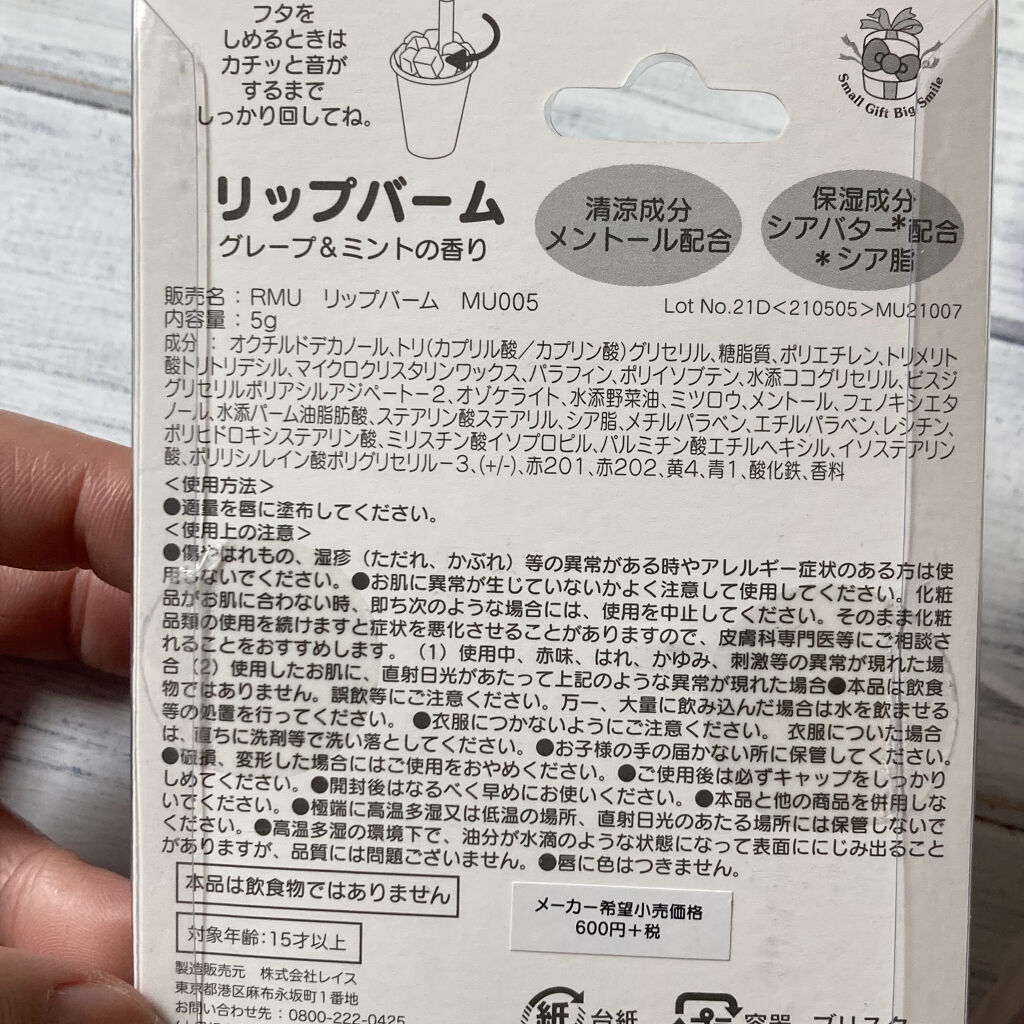 フタを
しめるときは
カチッと音が
するまで
しっかり回してね。
Small Gift Big Smile
リップバーム
グレープ&ミントの香り
清涼成分
メントール配合
保湿成分
シアバター*配合
*シア脂
販売名：RMU　リップバーム　MU005
Lot No.21D<210505>MU21007
内容量：5g
成分：オクチルドデカノール、トリ(カプリル酸/カプリン酸)グリセリル、糖脂質、ポリエチレン、トリメリト
酸トリトリデシル、マイクロクリスタリンワックス、パラフィン、ポリイソブテン、水添ココグリセリル、ビスジ
グリセリルポリアシルアジペート-2、オゾケライト、水添野菜油、ミツロウ、メントール、フェノキシエタ
ノール、水添パーム油脂肪酸、ステアリン酸ステアリル、シア脂、メチルパラベン、エチルパラベン、レシチン、
ポリヒドロキシステアリン酸、ミリスチン酸イソプロピル、パルミチン酸エチルヘキシル、イソステアリン
酸、ポリリシノレイン酸ポリグリセリル-3、(+/-)、赤201、赤202、黄4、青1、酸化鉄、香料
<使用方法>
●適量を唇に塗布してください。
<使用上の注意>
●傷やはれもの、湿疹(ただれ、かぶれ)等の異常がある時やアレルギー症状のある方は使
用しないでください。●お肌に異常が生じていないかよく注意して使用してください。化粧
品がお肌に合わない時、即ち次のような場合には、使用を中止してください。そのまま化粧
品類の使用を続けますと症状を悪化させることがありますので、皮膚科専門医等にご相談さ
れることをおすすめします。(1)使用中、赤味、はれ、かゆみ、刺激等の異常が現れた場
合(2)使用したお肌に、直射日光があたって上記のような異常が現れた場合●本品は飲食
物ではありません。誤飲等にご注意ください。万一、大量に飲み込んだ場合は水を飲ませる
等の処置を行ってください。●衣服につかないようにご注意ください。衣服についた場合
は、直ちに洗剤等で洗い落としてください。●お子様の手の届かない所に保管してください。
●破損、変形した場合にはご使用をおやめください。●ご使用後は必ずキャップをしっかり
しめてください。●開封後はなるべく早めにお使いください。●本品と他の商品を併用しな
いでください。●極端に高温多湿又は低温の場所、直射日光のあたる場所には保管しないで
ください。●高温多湿の環境下で、油分が水滴のような状態になって表面ににじみ出ること
がありますが、品質には問題ございません。●唇に色はつきません。
本品は飲食物ではありません
メーカー希望小売価格
600円+税
対象年齢：15才以上
製造販売元　株式会社レイス
東京都港区麻布永坂町1番地
お問い合わせ先：0800-222-0425
紙 台紙
プ 容器 ブリスタ